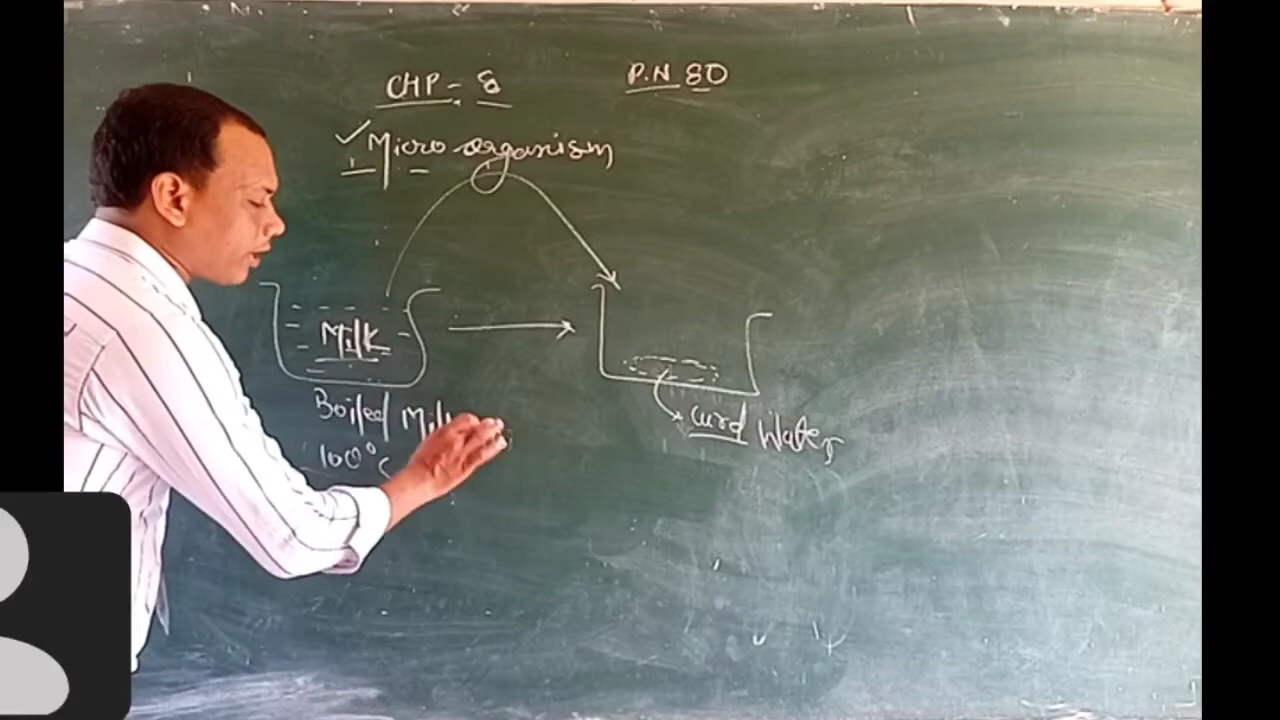 CHP - 8
P.N 80
✓ Micro organism
Milk
Boiled Milk
100°C
curd Water